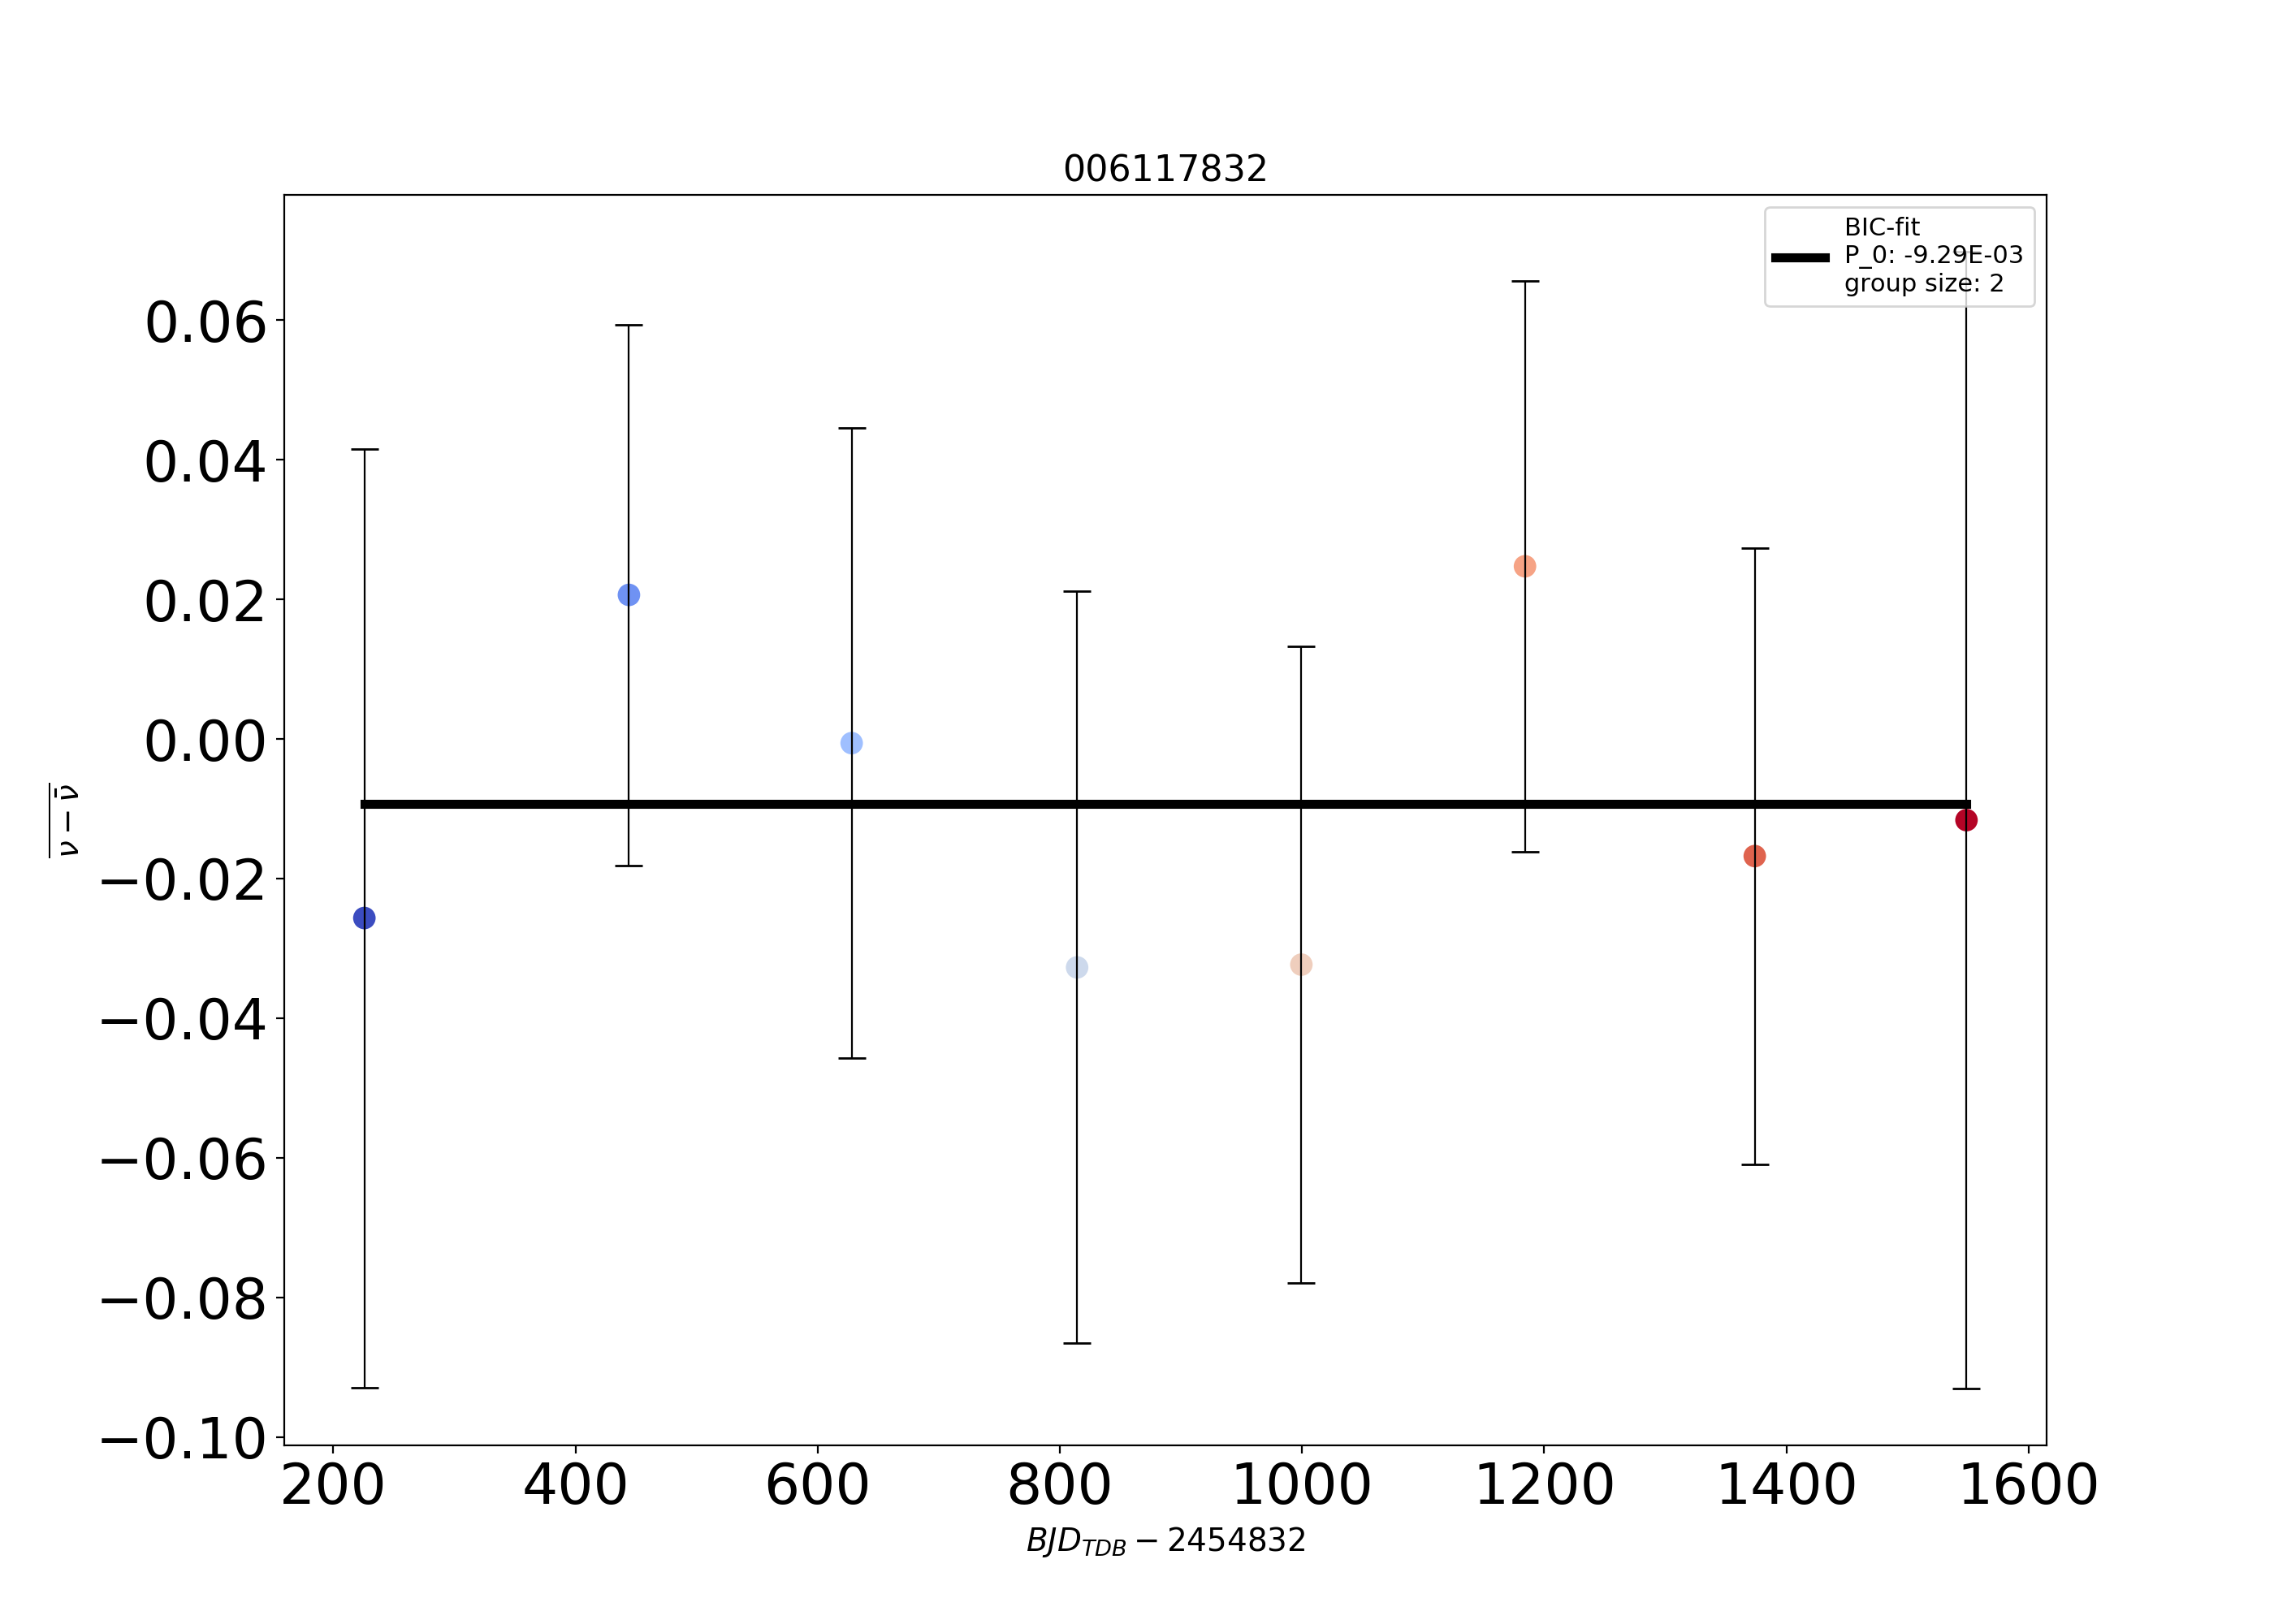 006117832
BIC-fit
P_0: -9.29E-03
group size: 2
0.06
0.04
0.02
0.00
−0.02
−0.04
−0.06
−0.08
−0.10
ν − ν̄
200 400 600 800 1000 1200 1400 1600
BJD_TDB − 2454832